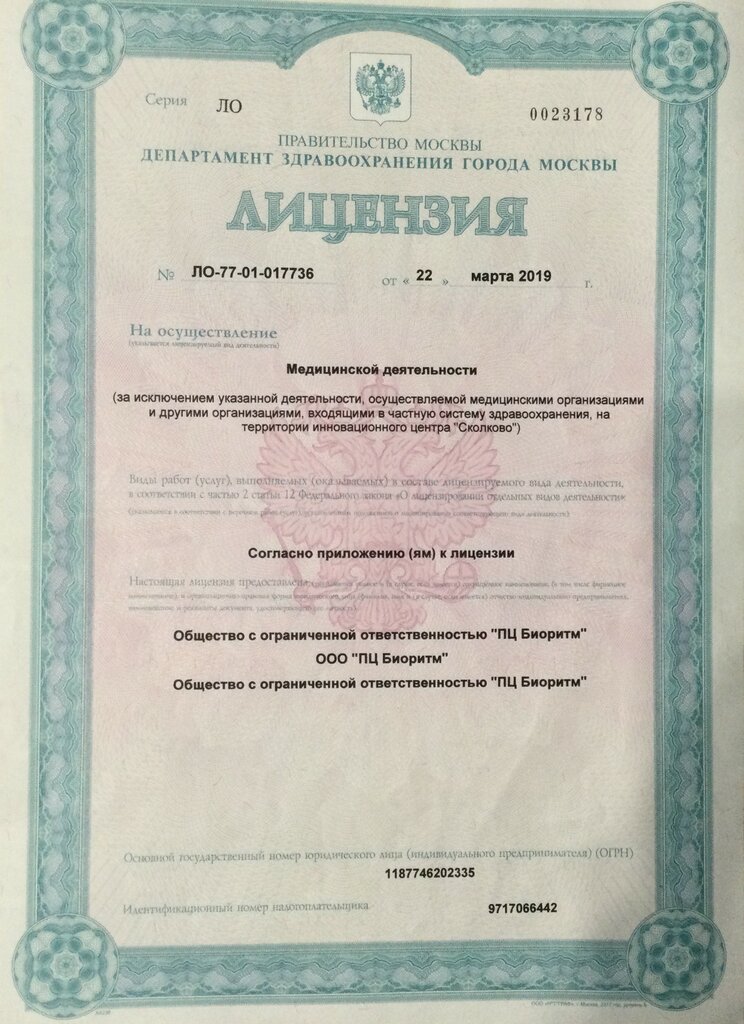 Серия ЛО 0023178
ПРАВИТЕЛЬСТВО МОСКВЫ
ДЕПАРТАМЕНТ ЗДРАВООХРАНЕНИЯ ГОРОДА МОСКВЫ
ЛИЦЕНЗИЯ
№ ЛО-77-01-017736 от « 22 » марта 2019 г.
На осуществление
(указывается лицензируемый вид деятельности)
Медицинской деятельности
(за исключением указанной деятельности, осуществляемой медицинскими организациями
и другими организациями, входящими в частную систему здравоохранения, на
территории инновационного центра "Сколково")
Виды работ (услуг), выполняемых (оказываемых) в составе лицензируемого вида деятельности,
в соответствии с частью 2 статьи 12 Федерального закона «О лицензировании отдельных видов деятельности»
Согласно приложению (ям) к лицензии
Настоящая лицензия предоставлена
Общество с ограниченной ответственностью "ПЦ Биоритм"
ООО "ПЦ Биоритм"
Общество с ограниченной ответственностью "ПЦ Биоритм"
Основной государственный номер юридического лица (индивидуального предпринимателя) (ОГРН)
1187746202335
Идентификационный номер налогоплательщика 9717066442